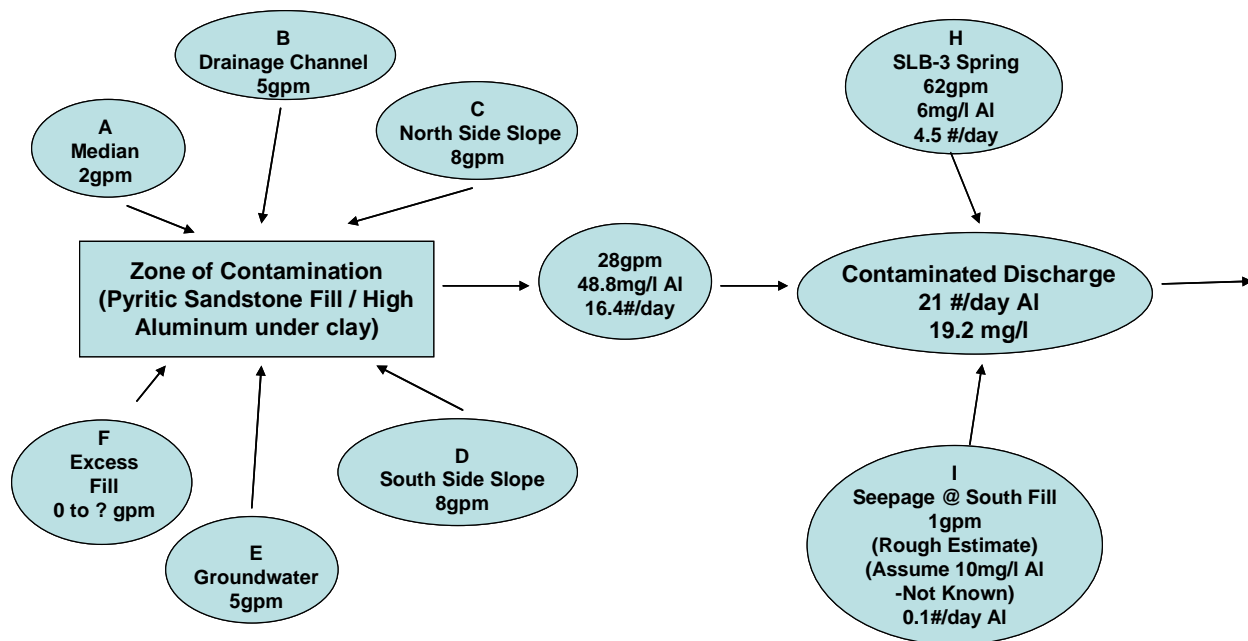 B
Drainage Channel
5gpm
H
SLB-3 Spring
62gpm
6mg/l Al
4.5 #/day
A
Median
2gpm
C
North Side Slope
8gpm
Zone of Contamination
(Pyritic Sandstone Fill / High
Aluminum under clay)
28gpm
48.8mg/l Al
16.4#/day
Contaminated Discharge
21 #/day Al
19.2 mg/l
F
Excess
Fill
0 to ? gpm
E
Groundwater
5gpm
D
South Side Slope
8gpm
I
Seepage @ South Fill
1gpm
(Rough Estimate)
(Assume 10mg/l Al
-Not Known)
0.1#/day Al